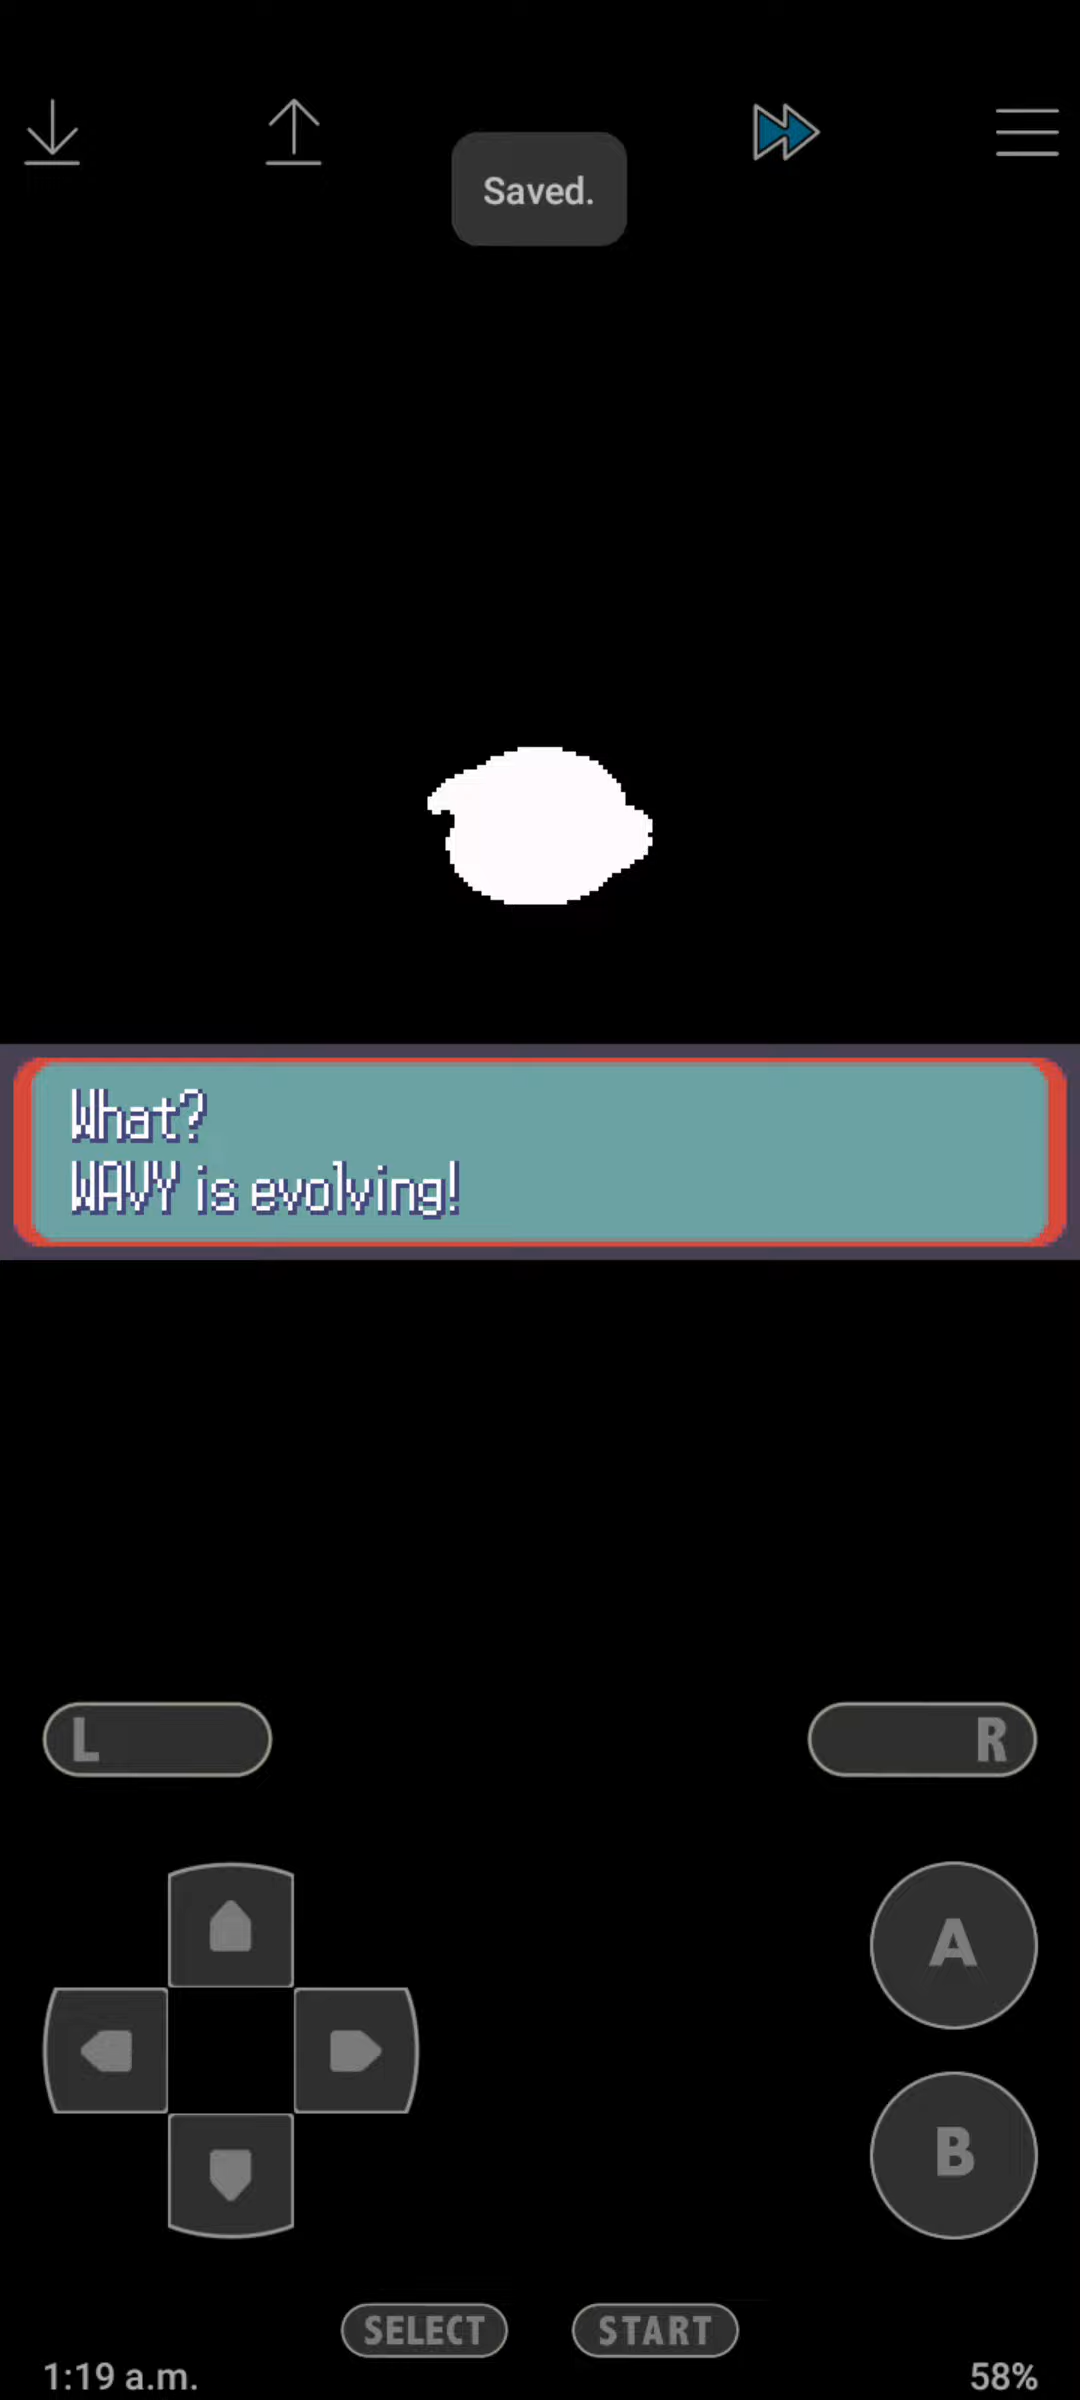 Saved.
What?
WAVY is evolving!
L
R
A
B
SELECT
START
1:19 a.m.
58%